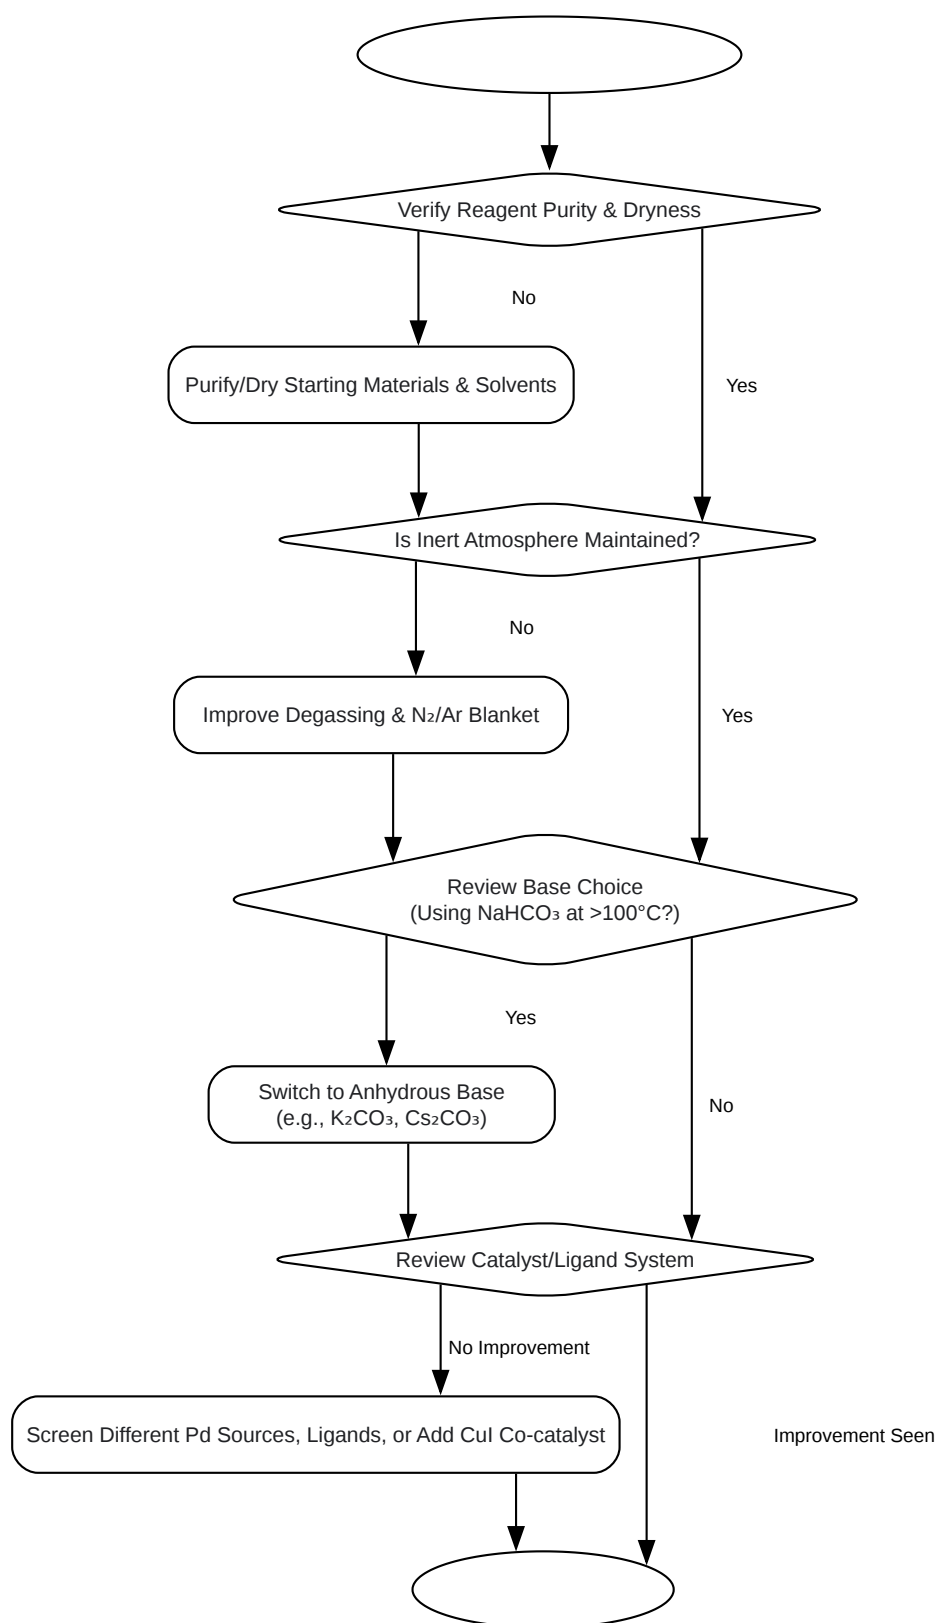 Verify Reagent Purity & Dryness
No
Purify/Dry Starting Materials & Solvents
Yes
Is Inert Atmosphere Maintained?
No
Improve Degassing & N₂/Ar Blanket
Yes
Review Base Choice
(Using NaHCO₃ at >100°C?)
Yes
Switch to Anhydrous Base
(e.g., K₂CO₃, Cs₂CO₃)
No
Review Catalyst/Ligand System
No Improvement
Screen Different Pd Sources, Ligands, or Add CuI Co-catalyst
Improvement Seen